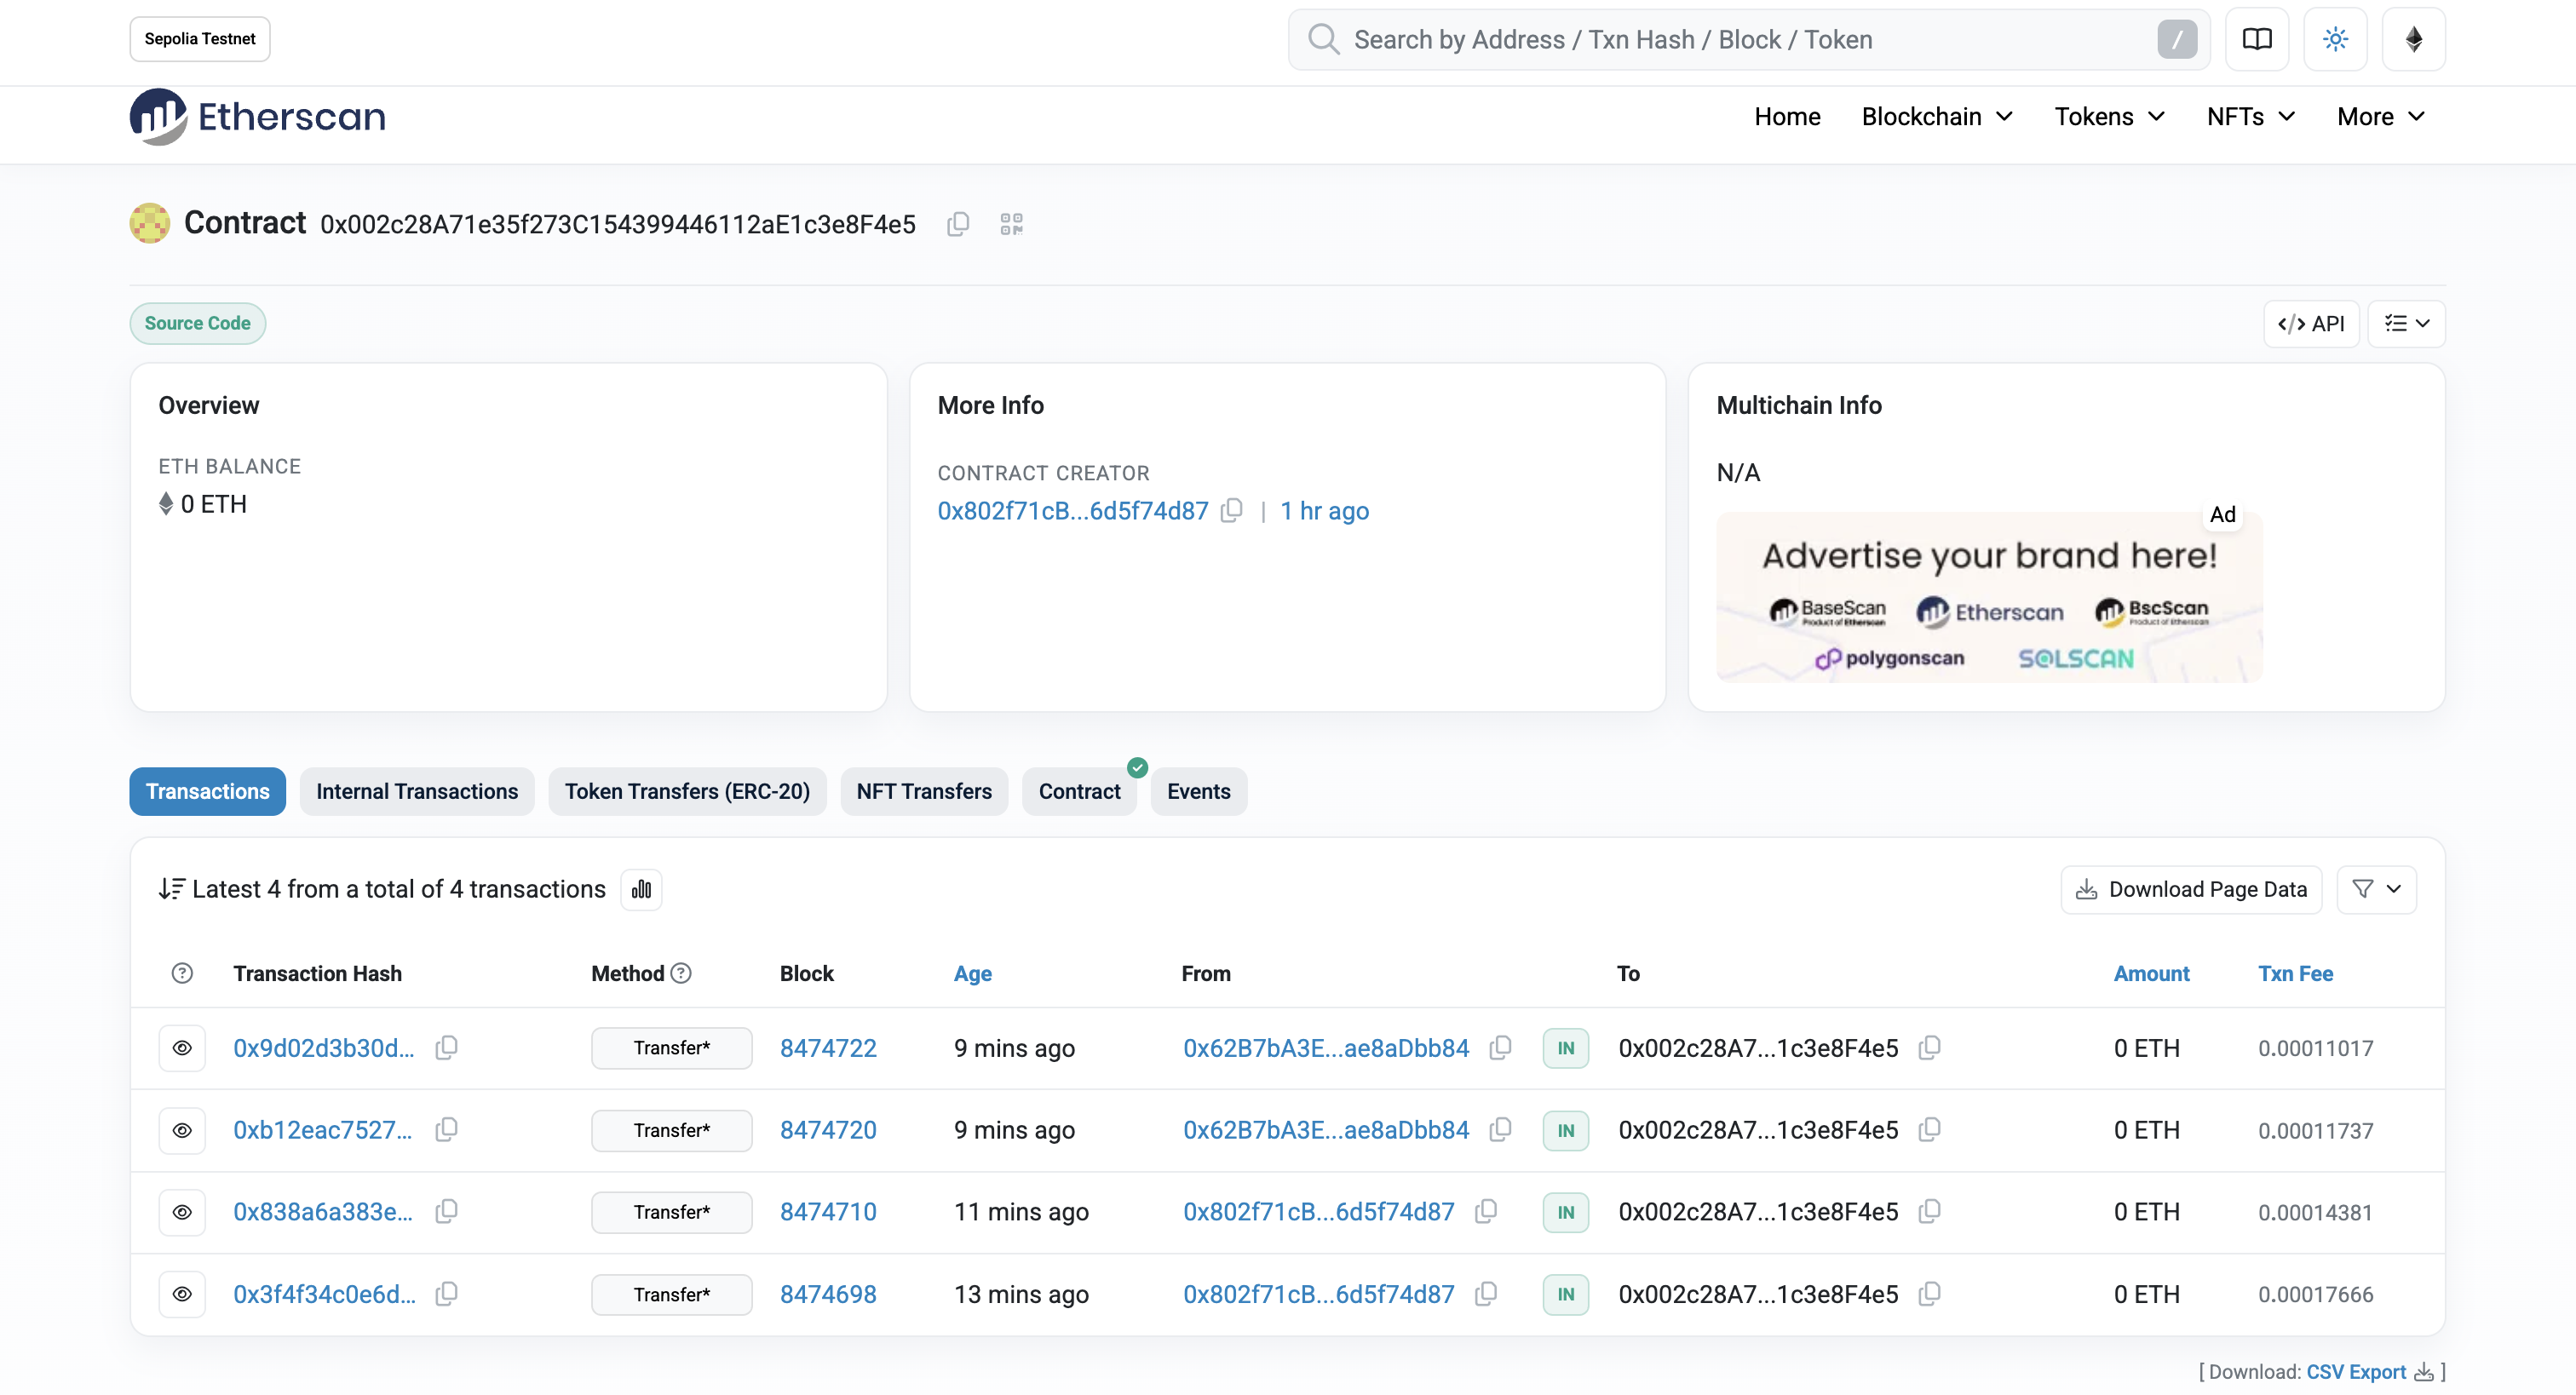 Sepolia Testnet
Search by Address / Txn Hash / Block / Token
/
Etherscan
Home Blockchain Tokens NFTs More
Contract 0x002c28A71e35f273C154399446112aE1c3e8F4e5
Source Code
</> API
Overview
ETH BALANCE
0 ETH
More Info
CONTRACT CREATOR
0x802f71cB...6d5f74d87 | 1 hr ago
Multichain Info
N/A
Ad
Advertise your brand here!
BaseScan Etherscan BscScan
Product of Etherscan Product of Etherscan
polygonscan SOLSCAN
Transactions Internal Transactions Token Transfers (ERC-20) NFT Transfers Contract Events
Latest 4 from a total of 4 transactions
Download Page Data
? Transaction Hash Method ? Block Age From To Amount Txn Fee
0x9d02d3b30d... Transfer* 8474722 9 mins ago 0x62B7bA3E...ae8aDbb84 IN 0x002c28A7...1c3e8F4e5 0 ETH 0.00011017
0xb12eac7527... Transfer* 8474720 9 mins ago 0x62B7bA3E...ae8aDbb84 IN 0x002c28A7...1c3e8F4e5 0 ETH 0.00011737
0x838a6a383e... Transfer* 8474710 11 mins ago 0x802f71cB...6d5f74d87 IN 0x002c28A7...1c3e8F4e5 0 ETH 0.00014381
0x3f4f34c0e6d... Transfer* 8474698 13 mins ago 0x802f71cB...6d5f74d87 IN 0x002c28A7...1c3e8F4e5 0 ETH 0.00017666
[ Download: CSV Export ]